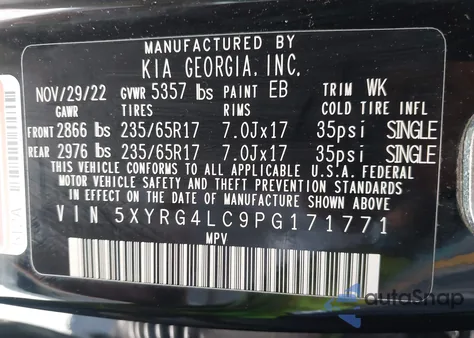 MANUFACTURED BY
KIA GEORGIA, INC.
NOV/29/22 GVWR 5357 lbs PAINT EB TRIM WK
TIRES RIMS COLD TIRE INFL
FRONT 2866 lbs 235/65R17 7.0Jx17 35psi SINGLE
REAR 2976 lbs 235/65R17 7.0Jx17 35psi SINGLE
THIS VEHICLE CONFORMS TO ALL APPLICABLE U.S.A. FEDERAL
MOTOR VEHICLE SAFETY AND THEFT PREVENTION STANDARDS
IN EFFECT ON THE DATE OF MANUFACTURE SHOWN ABOVE.
VIN 5XYRG4LC9PG171771
MPV
autoSnap